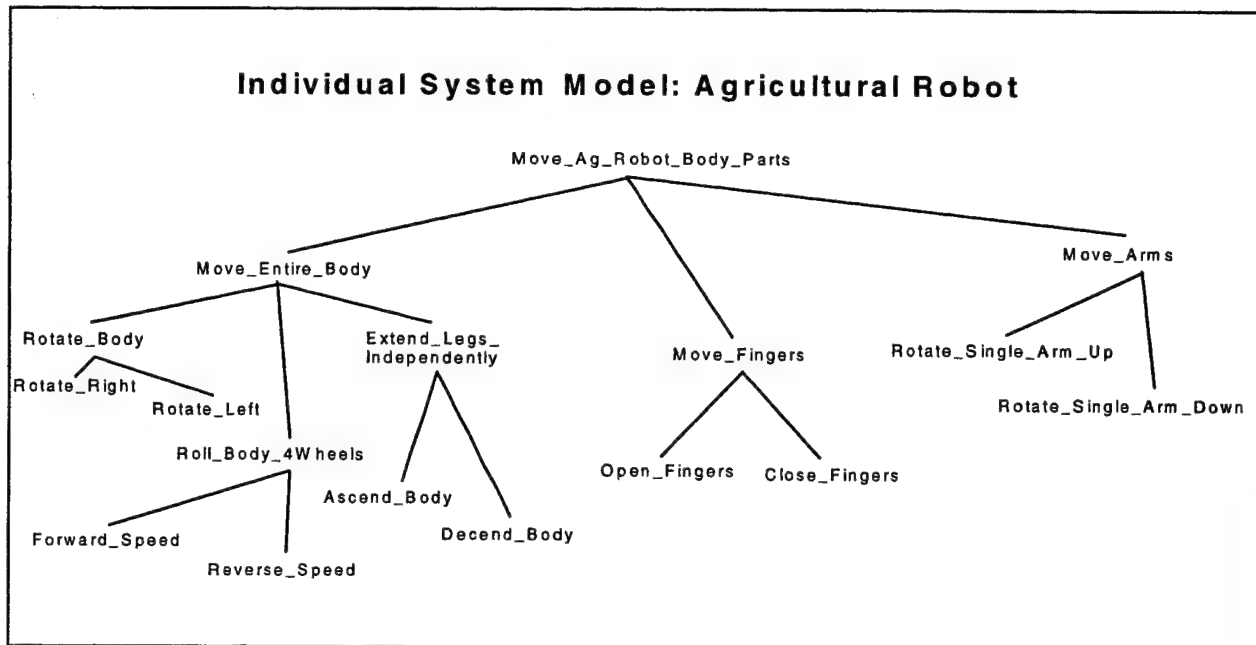 Individual System Model: Agricultural Robot
Move_Ag_Robot_Body_Parts
Move_Entire_Body
Move_Arms
Rotate_Body
Extend_Legs_
Independently
Move_Fingers
Rotate_Single_Arm_Up
Rotate_Right
Rotate_Left
Rotate_Single_Arm_Down
Roll_Body_4Wheels
Open_Fingers
Close_Fingers
Ascend_Body
Forward_Speed
Decend_Body
Reverse_Speed